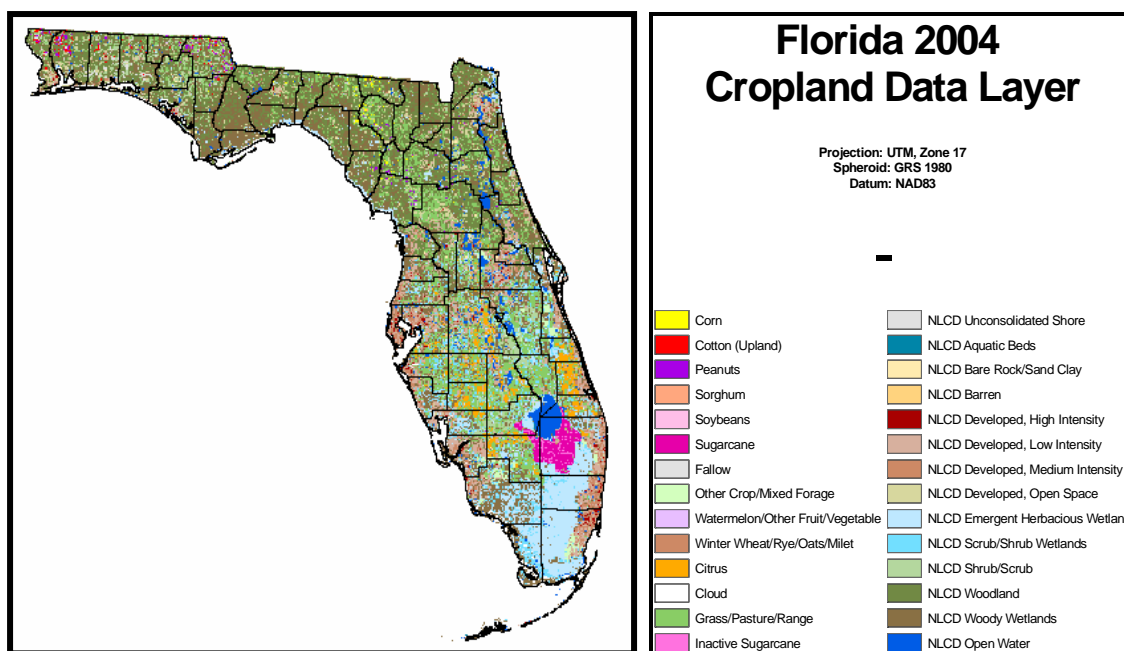 Florida 2004
Cropland Data Layer
Projection: UTM, Zone 17
Spheroid: GRS 1980
Datum: NAD83
Corn
Cotton (Upland)
Peanuts
Sorghum
Soybeans
Sugarcane
Fallow
Other Crop/Mixed Forage
Watermelon/Other Fruit/Vegetable
Winter Wheat/Rye/Oats/Milet
Citrus
Cloud
Grass/Pasture/Range
Inactive Sugarcane
NLCD Unconsolidated Shore
NLCD Aquatic Beds
NLCD Bare Rock/Sand Clay
NLCD Barren
NLCD Developed, High Intensity
NLCD Developed, Low Intensity
NLCD Developed, Medium Intensity
NLCD Developed, Open Space
NLCD Emergent Herbacious Wetlan
NLCD Scrub/Shrub Wetlands
NLCD Shrub/Scrub
NLCD Woodland
NLCD Woody Wetlands
NLCD Open Water